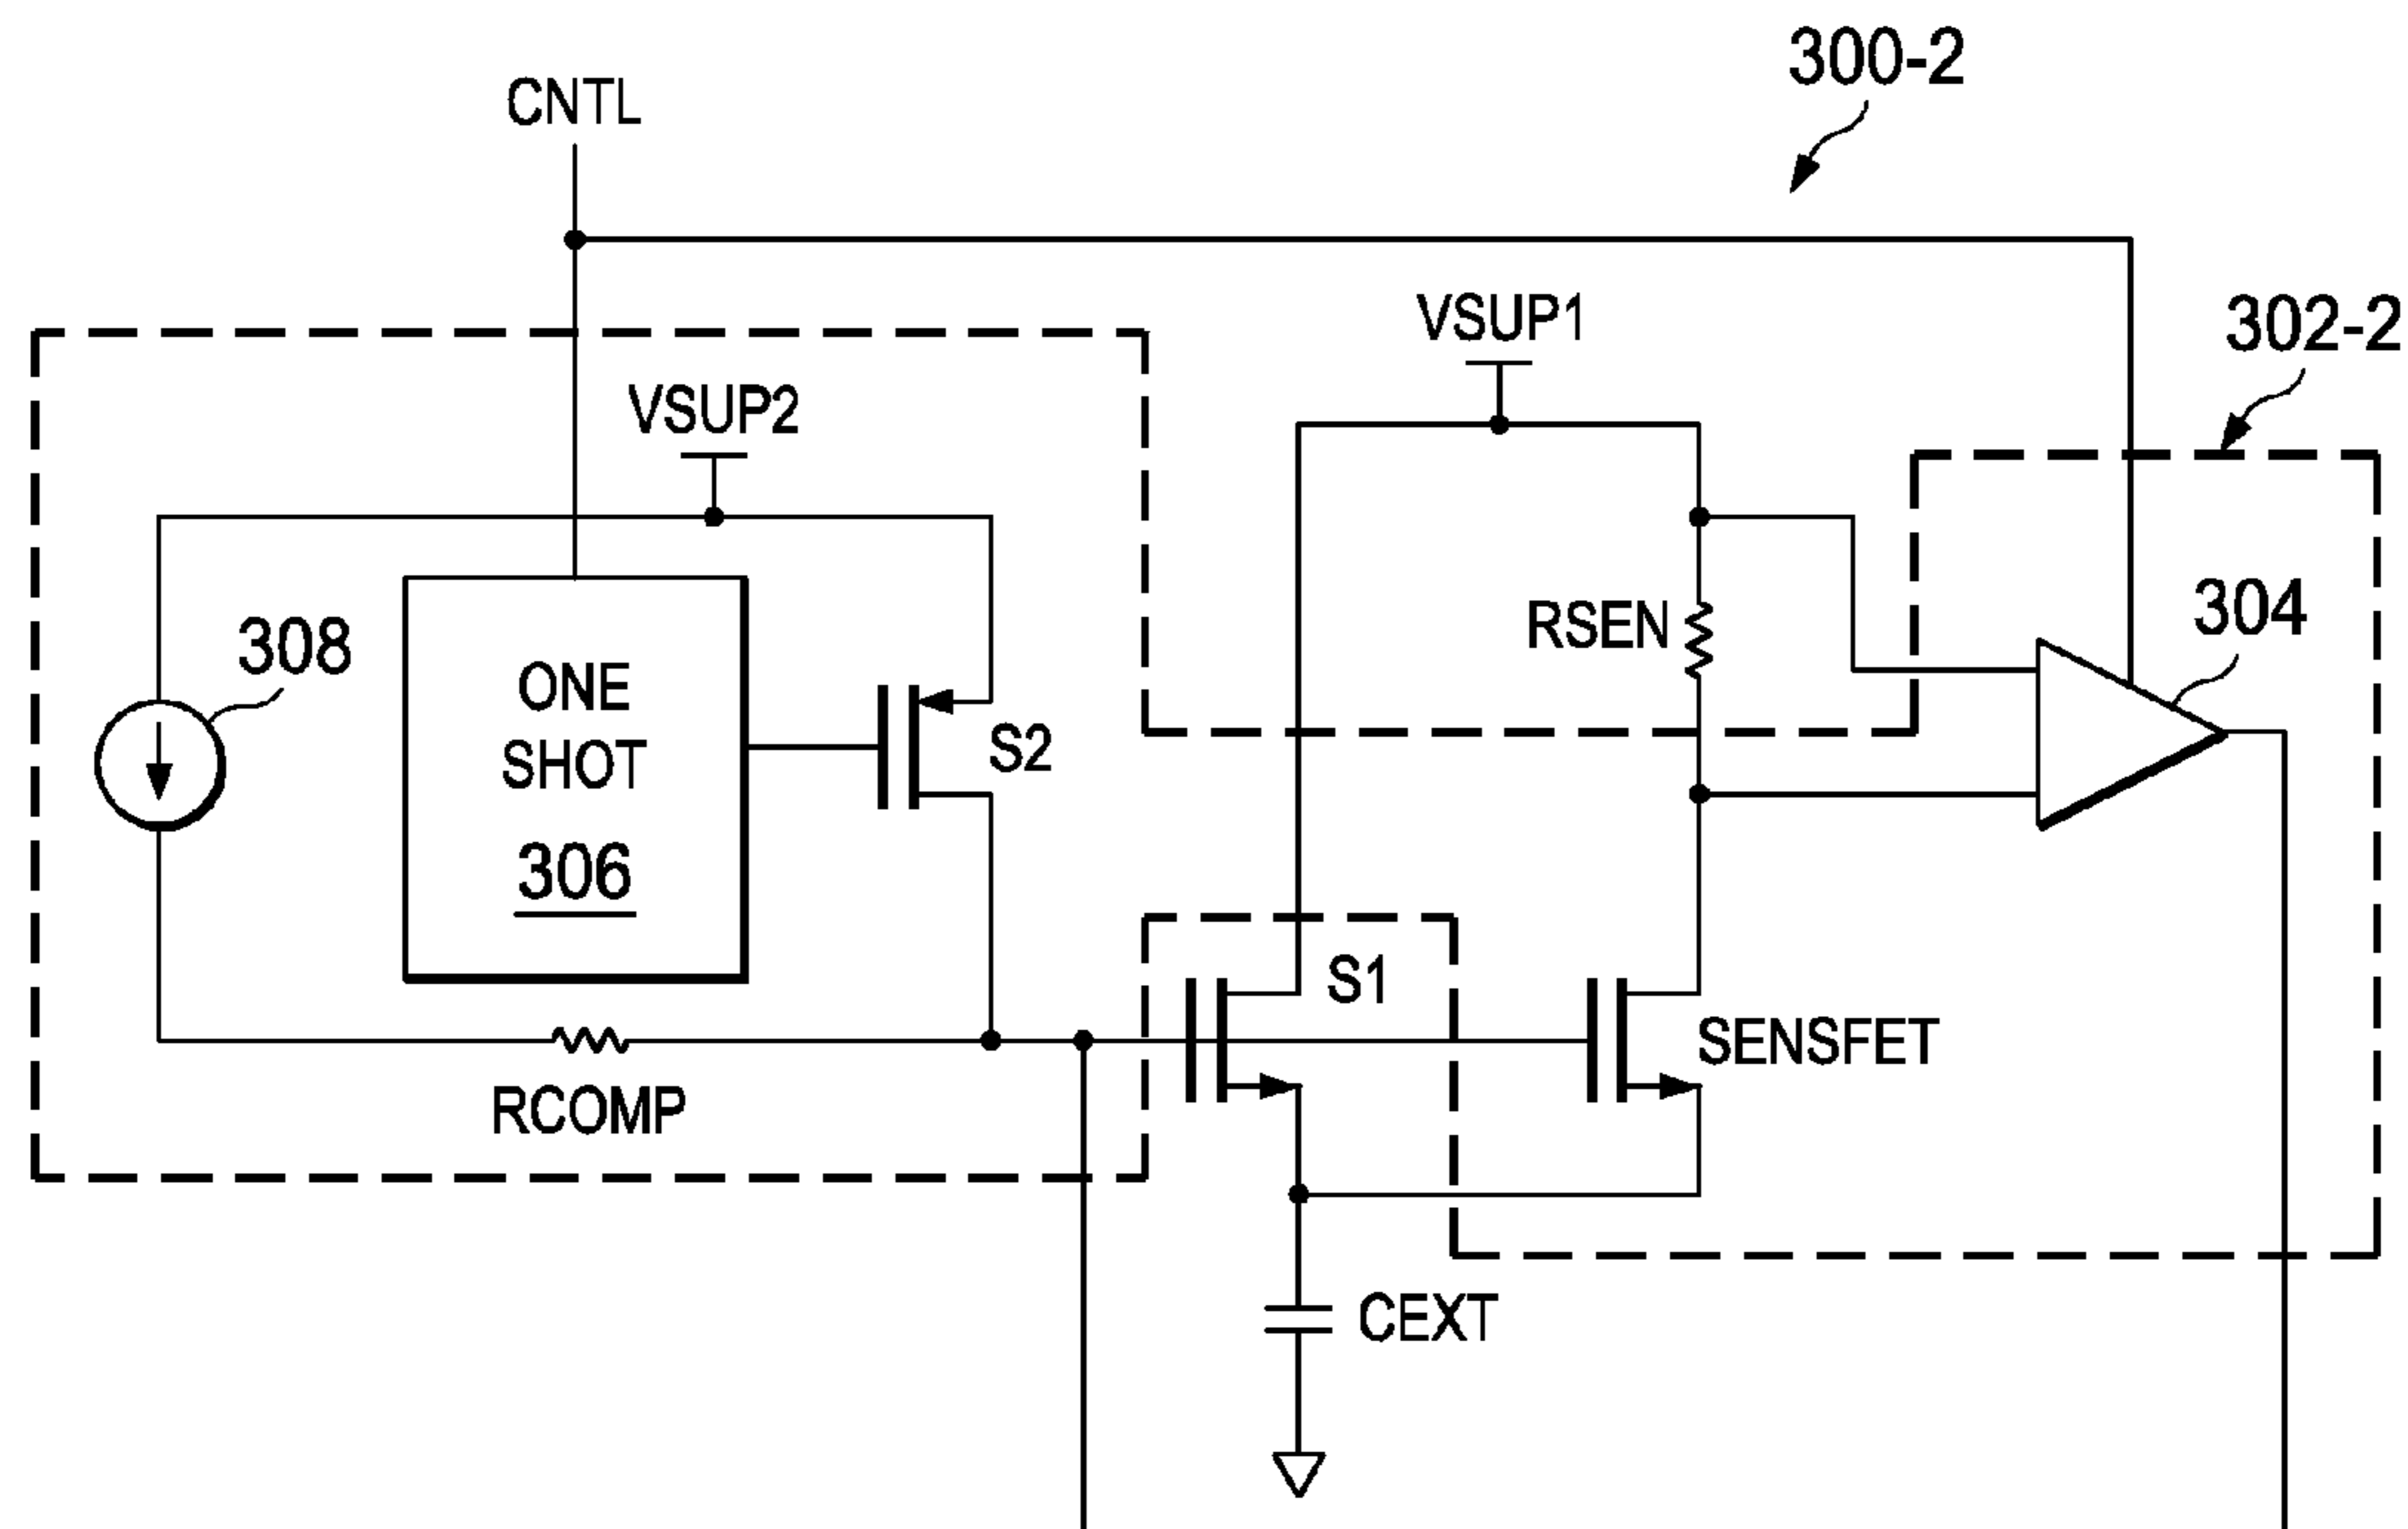 300-2
CNTL
VSUP1
302-2
VSUP2
304
RSEN
308
ONE
SHOT
306
S2
S1
SENSFET
RCOMP
CEXT